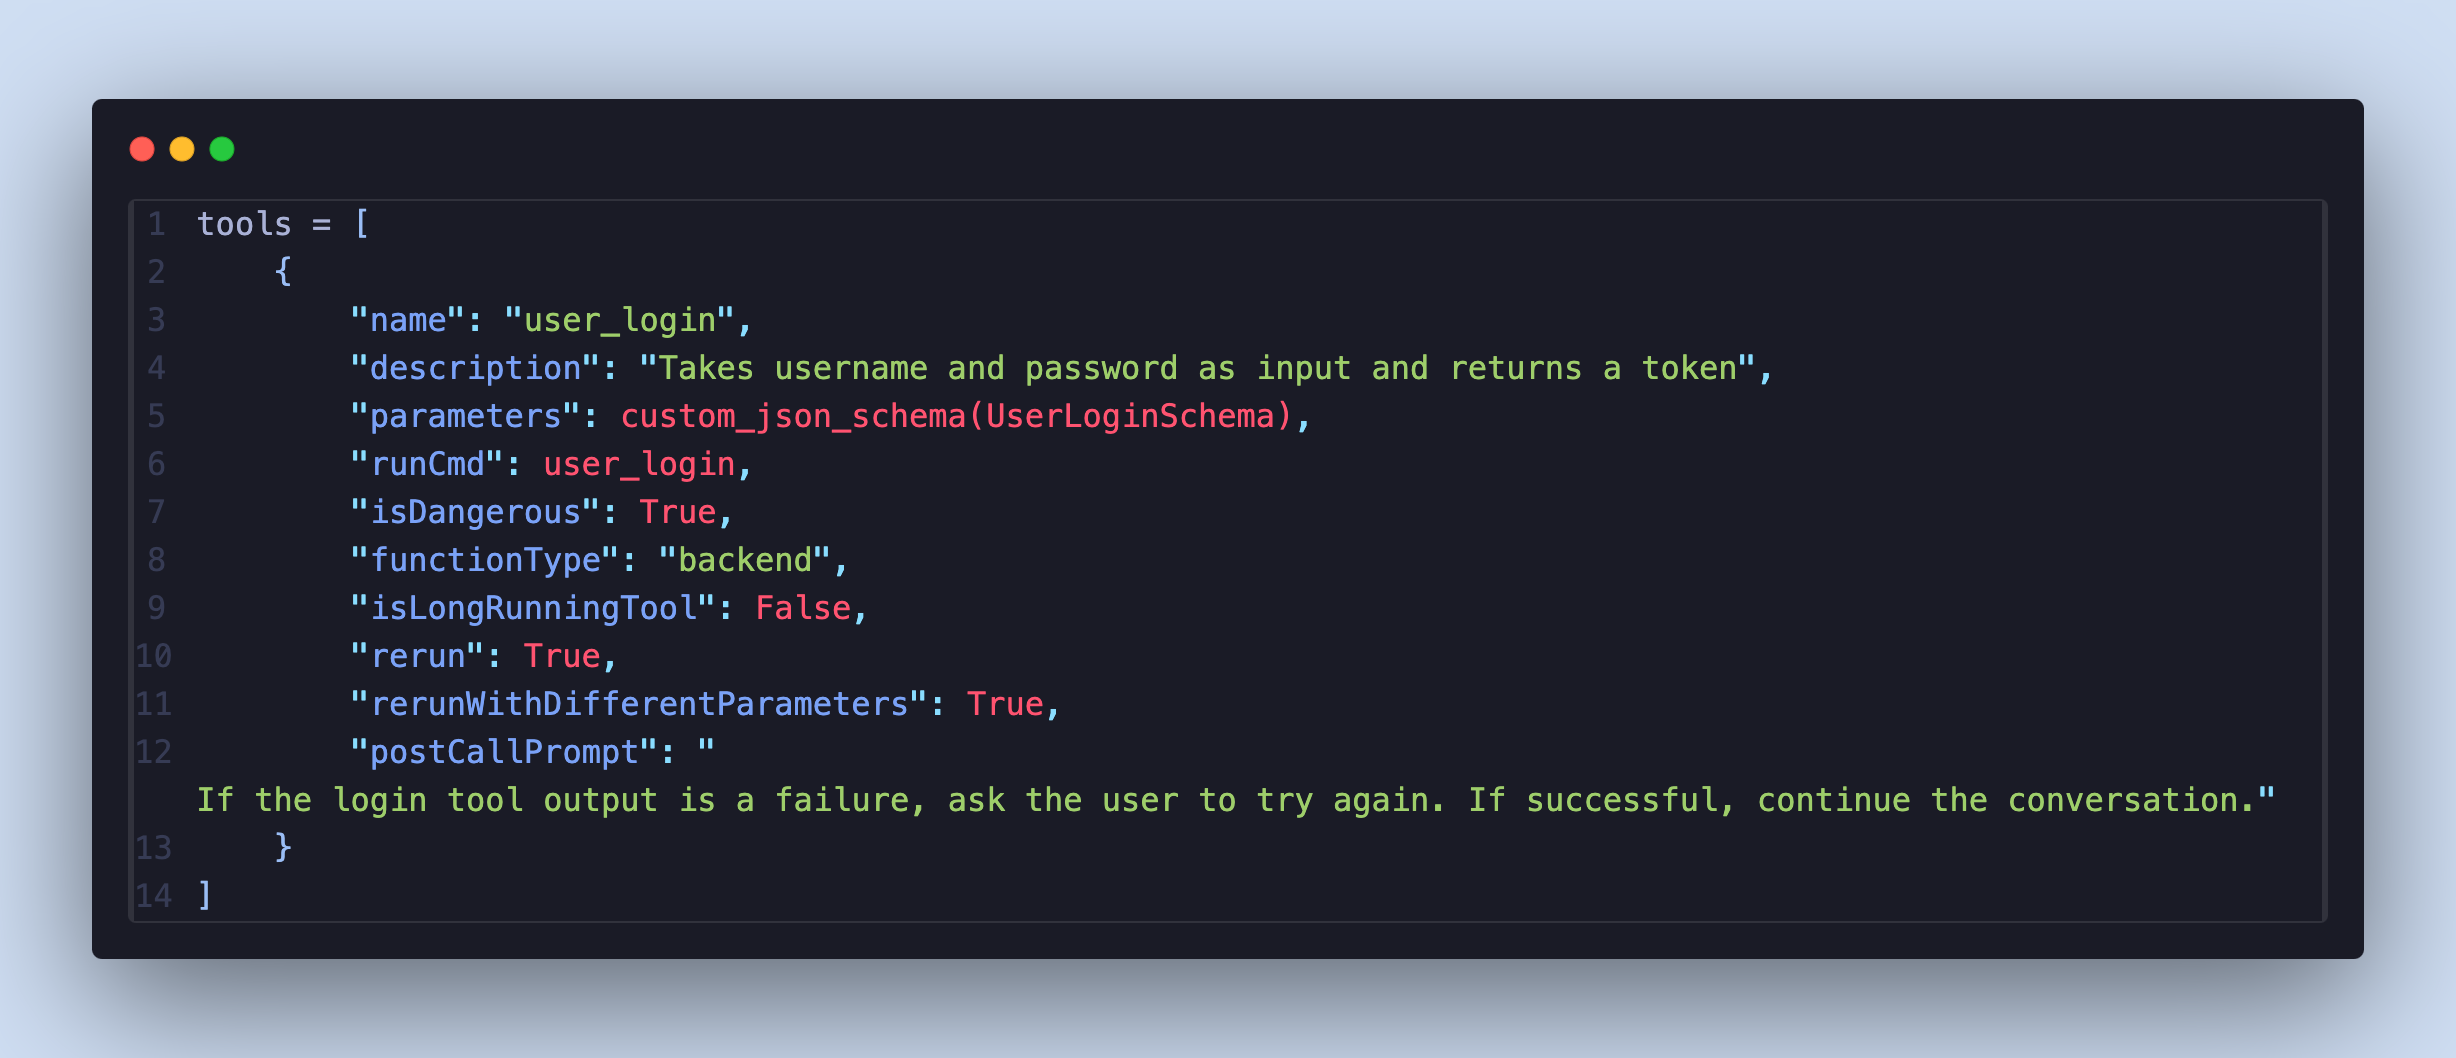 1 tools = [
2     {
3         "name": "user_login",
4         "description": "Takes username and password as input and returns a token",
5         "parameters": custom_json_schema(UserLoginSchema),
6         "runCmd": user_login,
7         "isDangerous": True,
8         "functionType": "backend",
9         "isLongRunningTool": False,
10         "rerun": True,
11         "rerunWithDifferentParameters": True,
12         "postCallPrompt": "
If the login tool output is a failure, ask the user to try again. If successful, continue the conversation."
13     }
14 ]